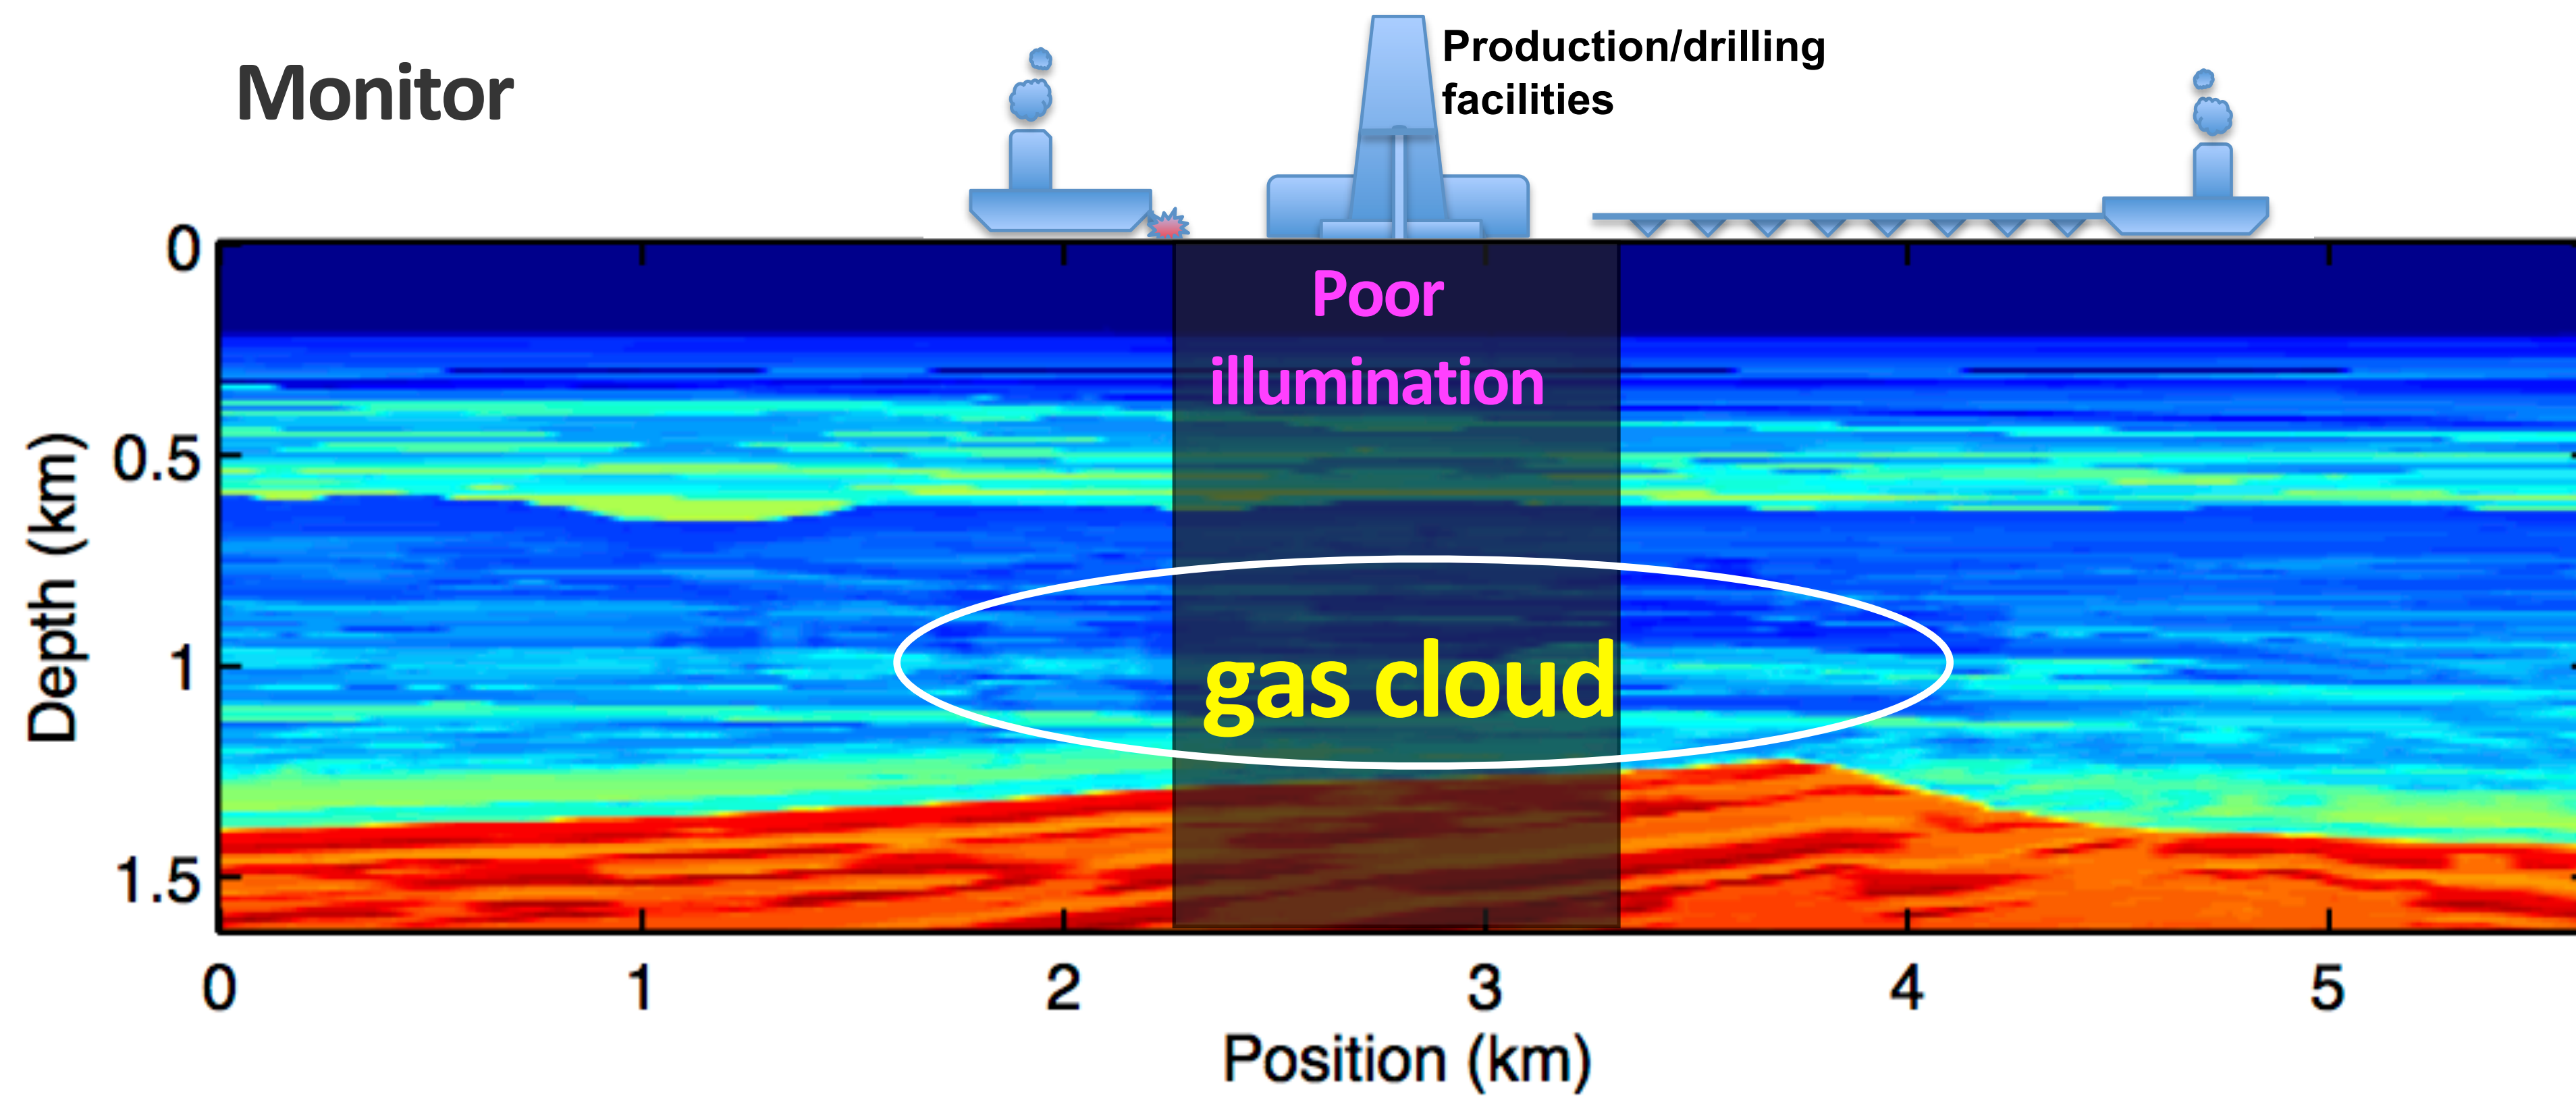 Monitor
Production/drilling
facilities
Poor
illumination
gas cloud
0
0.5
1
1.5
Depth (km)
0
1
2
3
4
5
Position (km)